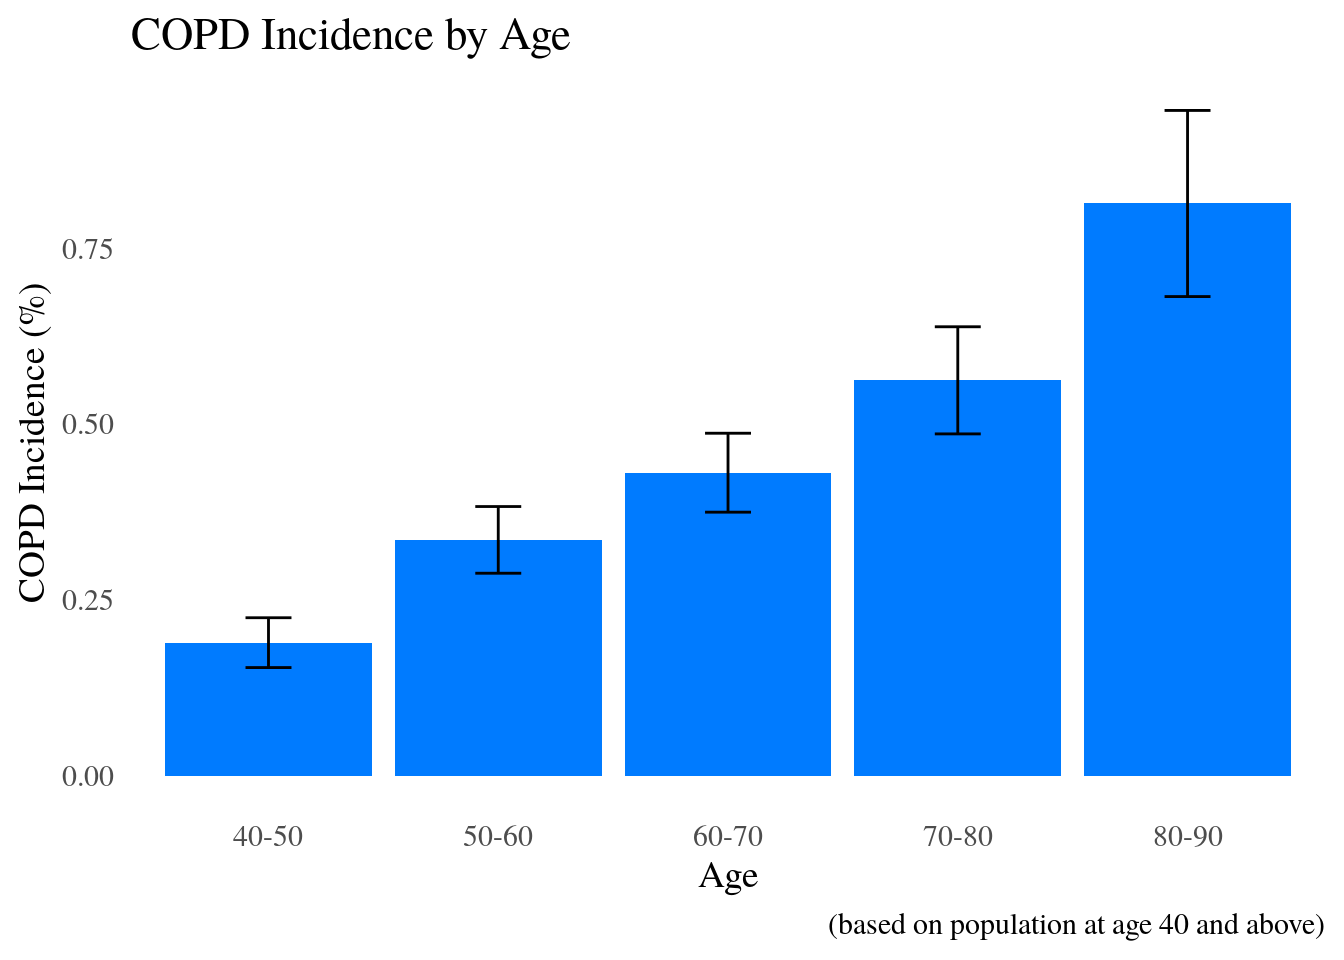 COPD Incidence by Age
COPD Incidence (%)
0.75
0.50
0.25
0.00
40-50 50-60 60-70 70-80 80-90
Age
(based on population at age 40 and above)